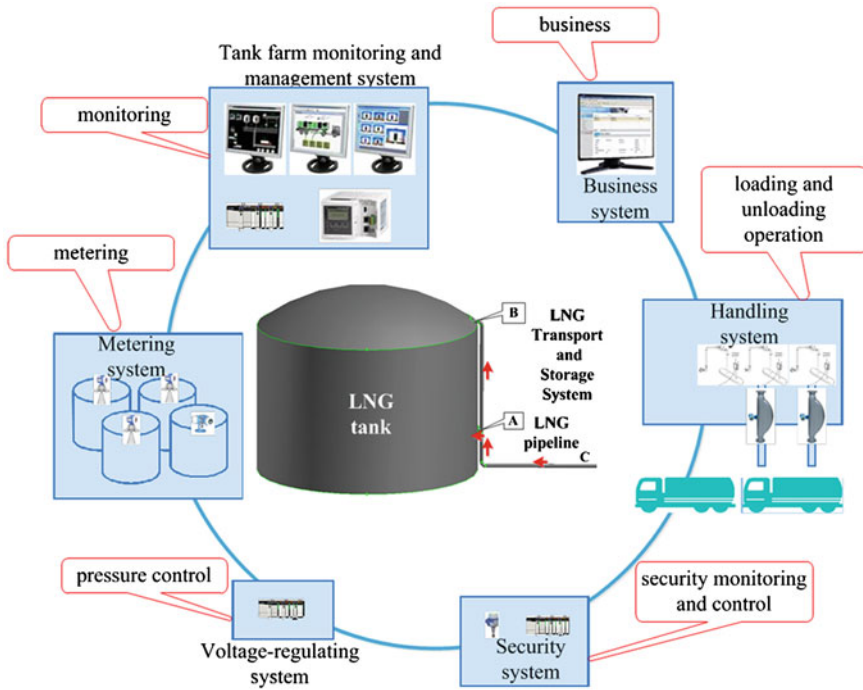 business
Tank farm monitoring and
management system
monitoring
Business
system
loading and
unloading
operation
metering
Handling
system
Metering
system
B
LNG
Transport
and
Storage
System
LNG
tank
A
LNG
pipeline
C
pressure control
security monitoring
and control
Voltage-regulating
system
Security
system